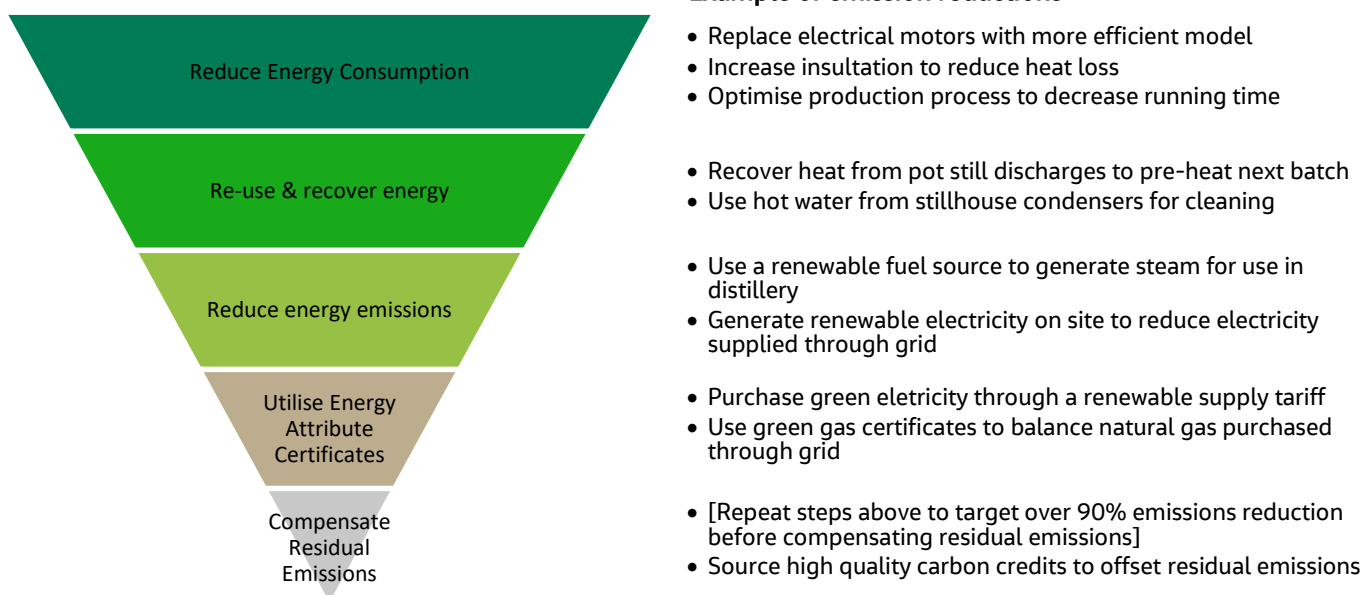 Example of emission reductions
Reduce Energy Consumption
• Replace electrical motors with more efficient model
• Increase insultation to reduce heat loss
• Optimise production process to decrease running time
Re-use & recover energy
• Recover heat from pot still discharges to pre-heat next batch
• Use hot water from stillhouse condensers for cleaning
Reduce energy emissions
• Use a renewable fuel source to generate steam for use in
distillery
• Generate renewable electricity on site to reduce electricity
supplied through grid
Utilise Energy
Attribute
Certificates
• Purchase green eletricity through a renewable supply tariff
• Use green gas certificates to balance natural gas purchased
through grid
Compensate
Residual
Emissions
• [Repeat steps above to target over 90% emissions reduction
before compensating residual emissions]
• Source high quality carbon credits to offset residual emissions